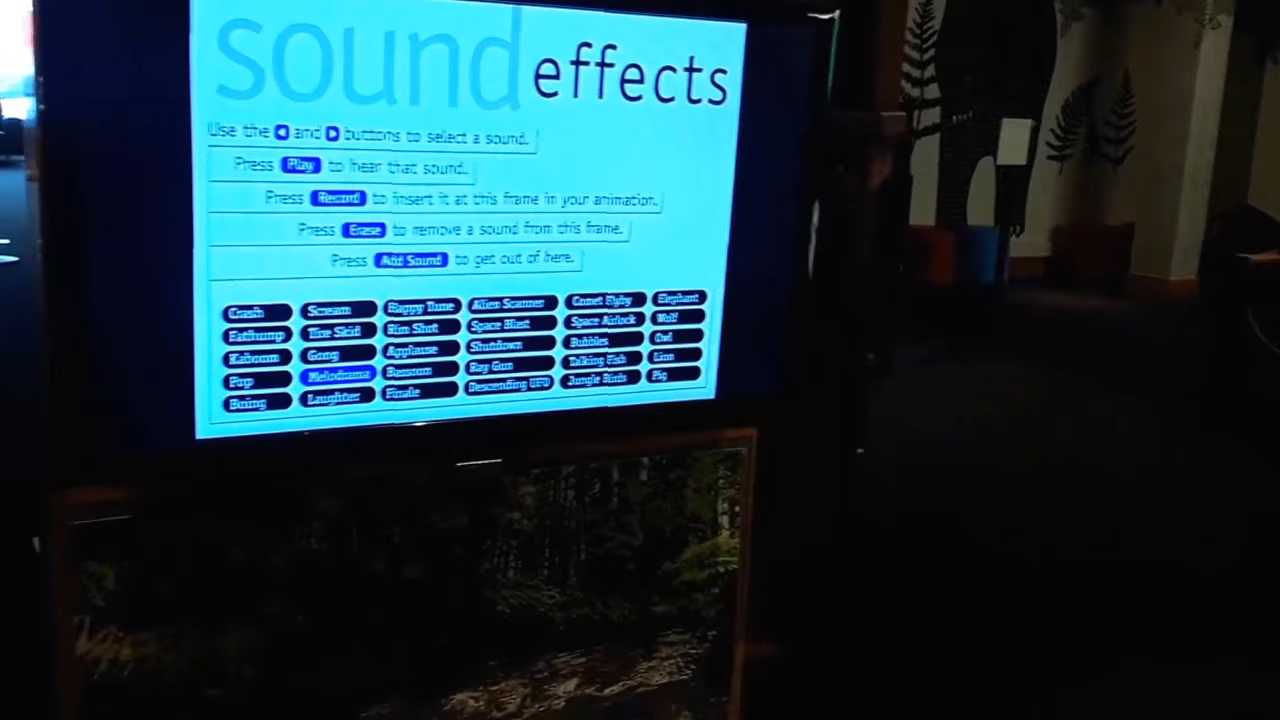 sound effects
Use the and buttons to select a sound.
Press Play to hear that sound.
Press Record to insert it at this frame in your animation.
Press Erase to remove a sound from this frame.
Press Add Sound to get out of here.
Crash Scream Happy Tune Alien Scanner Comet Flyby Elephant
Earthump Tire Skid Rim Shot Space Blast Space Airlock Wolf
Kaboom Gong Applause Shutdown Bubbles Owl
Pop Melodrama Bassoon Ray Gun Talking Fish Lion
Boing Laughter Finale Descending UFO Jungle Birds Pig